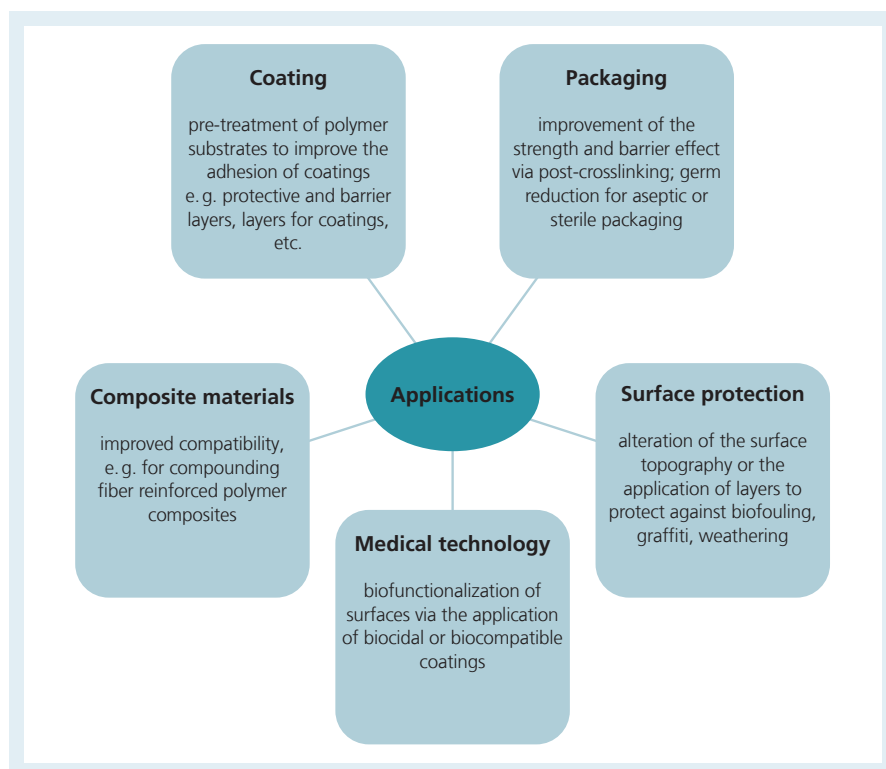 Coating
pre-treatment of polymer
substrates to improve the
adhesion of coatings
e. g. protective and barrier
layers, layers for coatings,
etc.
Packaging
improvement of the
strength and barrier effect
via post-crosslinking; germ
reduction for aseptic or
sterile packaging
Applications
Composite materials
improved compatibility,
e. g. for compounding
fiber reinforced polymer
composites
Surface protection
alteration of the surface
topography or the
application of layers to
protect against biofouling,
graffiti, weathering
Medical technology
biofunctionalization of
surfaces via the application
of biocidal or biocompatible
coatings